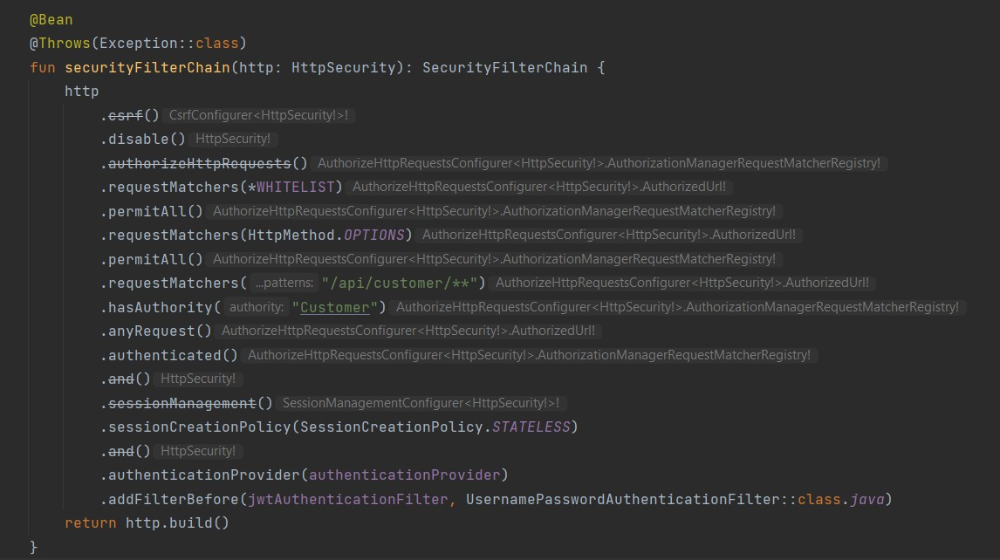 @Bean
@Throws(Exception::class)
fun securityFilterChain(http: HttpSecurity): SecurityFilterChain {
http
.csrf() CsrfConfigurer<HttpSecurity!>!
.disable() HttpSecurity!
.authorizeHttpRequests() AuthorizeHttpRequestsConfigurer<HttpSecurity!>.AuthorizationManagerRequestMatcherRegistry!
.requestMatchers(*WHITELIST) AuthorizeHttpRequestsConfigurer<HttpSecurity!>.AuthorizedUrl!
.permitAll() AuthorizeHttpRequestsConfigurer<HttpSecurity!>.AuthorizationManagerRequestMatcherRegistry!
.requestMatchers(HttpMethod.OPTIONS) AuthorizeHttpRequestsConfigurer<HttpSecurity!>.AuthorizedUrl!
.permitAll() AuthorizeHttpRequestsConfigurer<HttpSecurity!>.AuthorizationManagerRequestMatcherRegistry!
.requestMatchers( ...patterns: "/api/customer/**") AuthorizeHttpRequestsConfigurer<HttpSecurity!>.AuthorizedUrl!
.hasAuthority( authority: "Customer") AuthorizeHttpRequestsConfigurer<HttpSecurity!>.AuthorizationManagerRequestMatcherRegistry!
.anyRequest() AuthorizeHttpRequestsConfigurer<HttpSecurity!>.AuthorizedUrl!
.authenticated() AuthorizeHttpRequestsConfigurer<HttpSecurity!>.AuthorizationManagerRequestMatcherRegistry!
.and() HttpSecurity!
.sessionManagement() SessionManagementConfigurer<HttpSecurity!>!
.sessionCreationPolicy(SessionCreationPolicy.STATELESS)
.and() HttpSecurity!
.authenticationProvider(authenticationProvider)
.addFilterBefore(jwtAuthenticationFilter, UsernamePasswordAuthenticationFilter::class.java)
return http.build()
}